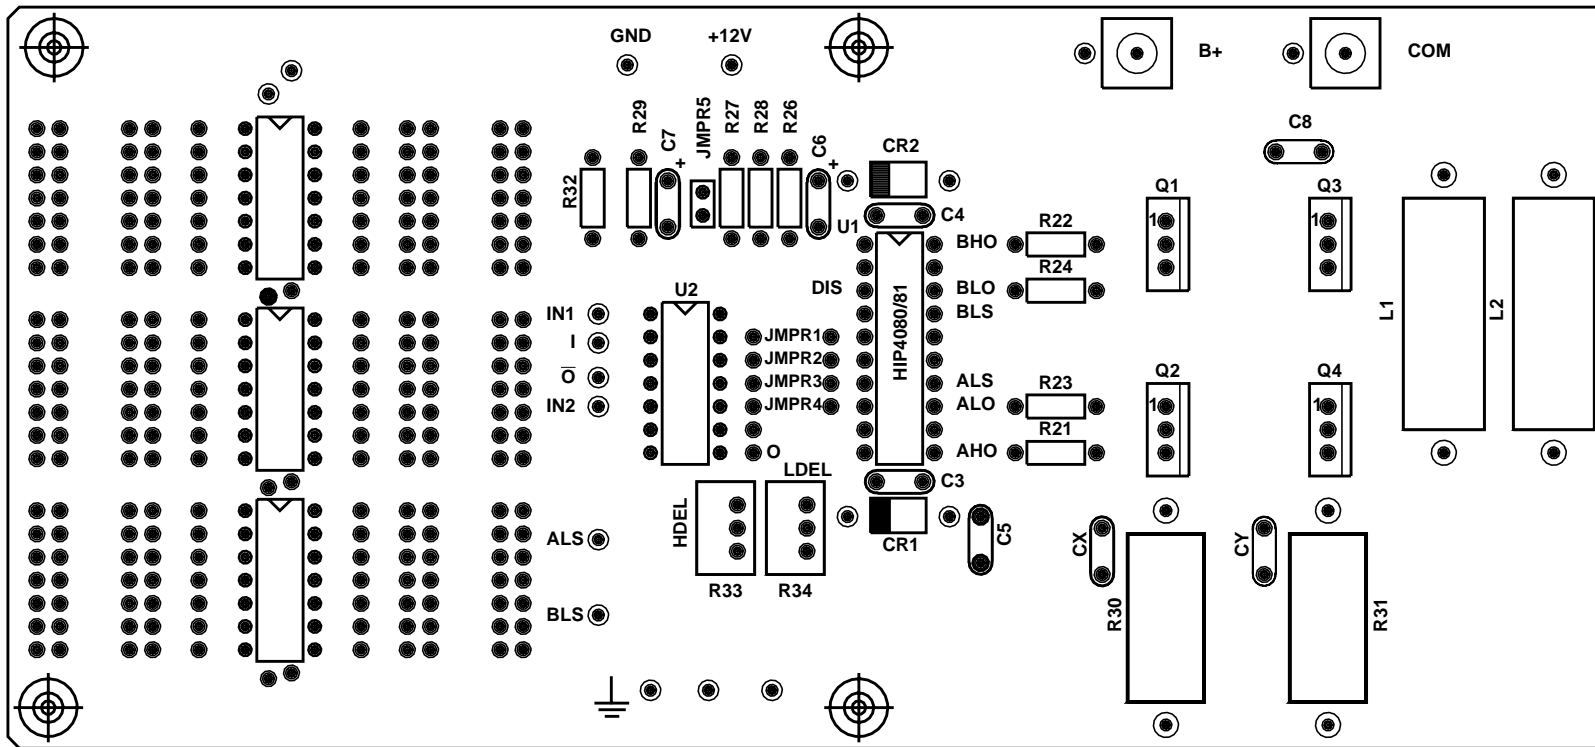 GND
+12V
B+
COM
R29
C7
+
JMPR5
R27
R28
R26
C6
+
CR2
C8
R32
U1
C4
Q1
Q3
1
1
BHO
R22
DIS
BLO
R24
BLS
HIP4080/81
L1
L2
IN1
I
O
IN2
U2
JMPR1
JMPR2
JMPR3
JMPR4
O
ALS
ALO
AHO
R23
R21
Q2
Q4
1
1
LDEL
HDEL
C3
CR1
C5
CX
CY
R33
R34
ALS
BLS
R30
R31